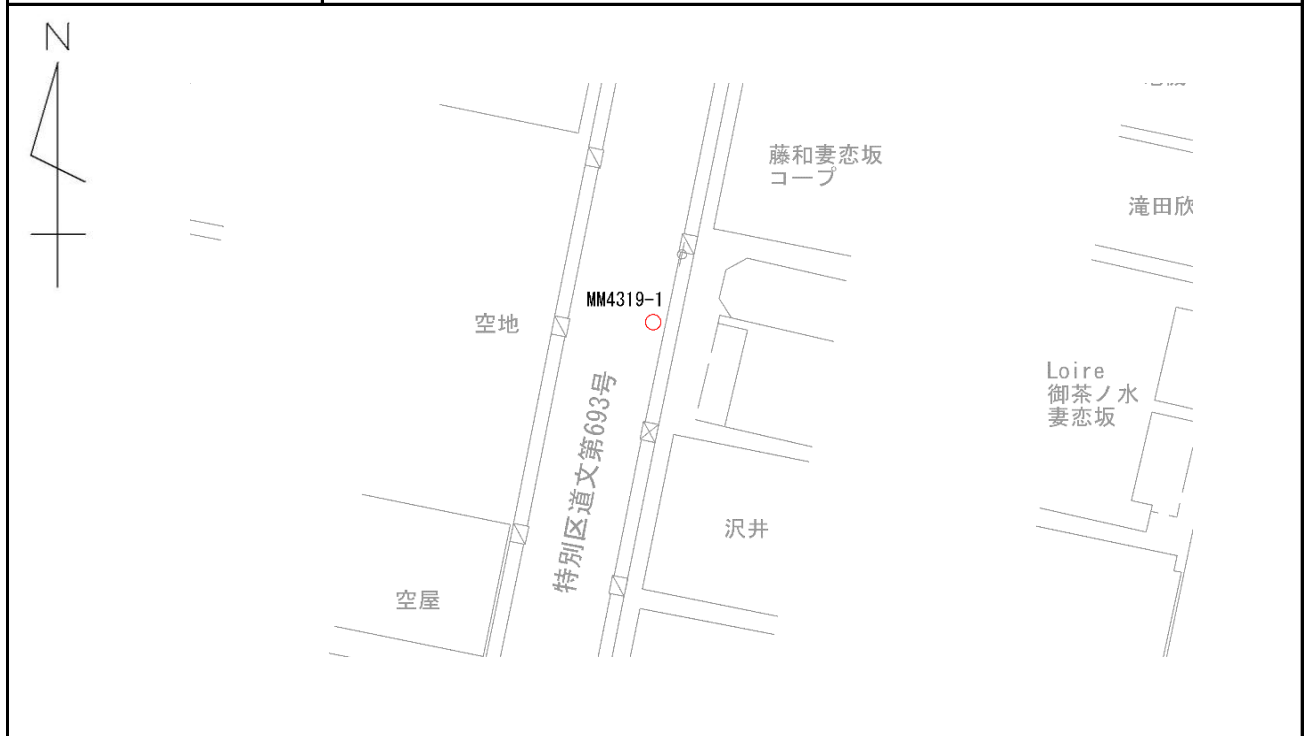 N
藤和妻恋坂
コープ
滝田欣
MM4319-1
空地
Loire
御茶ノ水
妻恋坂
特別区道文第693号
沢井
空屋